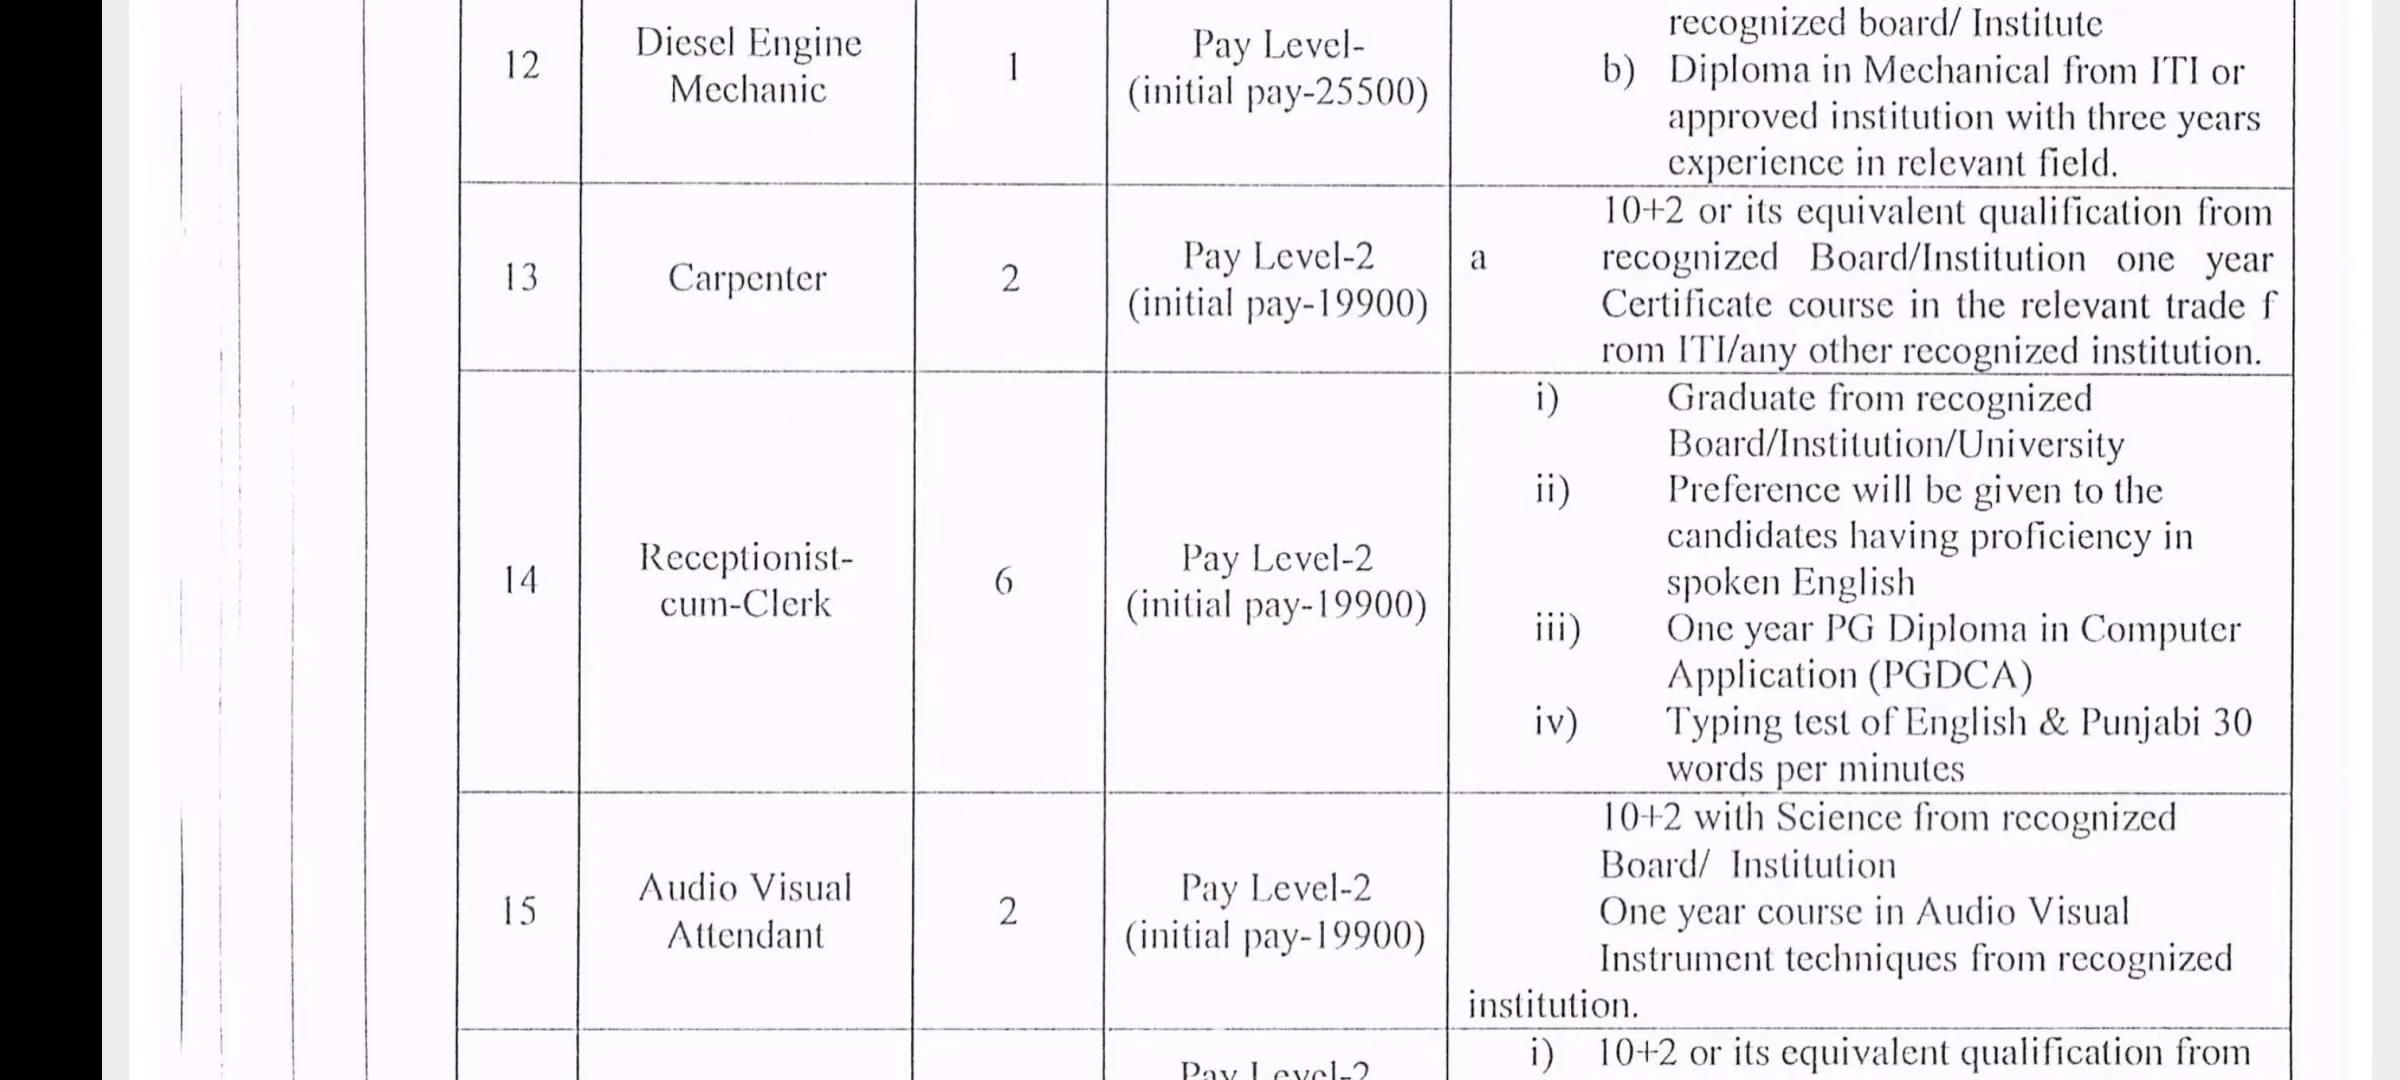 recognized board/ Institute
12
Diesel Engine
Mechanic
1
Pay Level-
(initial pay-25500)
b) Diploma in Mechanical from ITI or
approved institution with three years
experience in relevant field.
13
Carpenter
2
Pay Level-2
(initial pay-19900)
a
10+2 or its equivalent qualification from
recognized Board/Institution one year
Certificate course in the relevant trade f
rom ITI/any other recognized institution.
14
Receptionist-
cum-Clerk
6
Pay Level-2
(initial pay-19900)
i) Graduate from recognized
Board/Institution/University
ii) Preference will be given to the
candidates having proficiency in
spoken English
iii) One year PG Diploma in Computer
Application (PGDCA)
iv) Typing test of English & Punjabi 30
words per minutes
15
Audio Visual
Attendant
2
Pay Level-2
(initial pay-19900)
10+2 with Science from recognized
Board/ Institution
One year course in Audio Visual
Instrument techniques from recognized
institution.
Pay Level-2
i) 10+2 or its equivalent qualification from